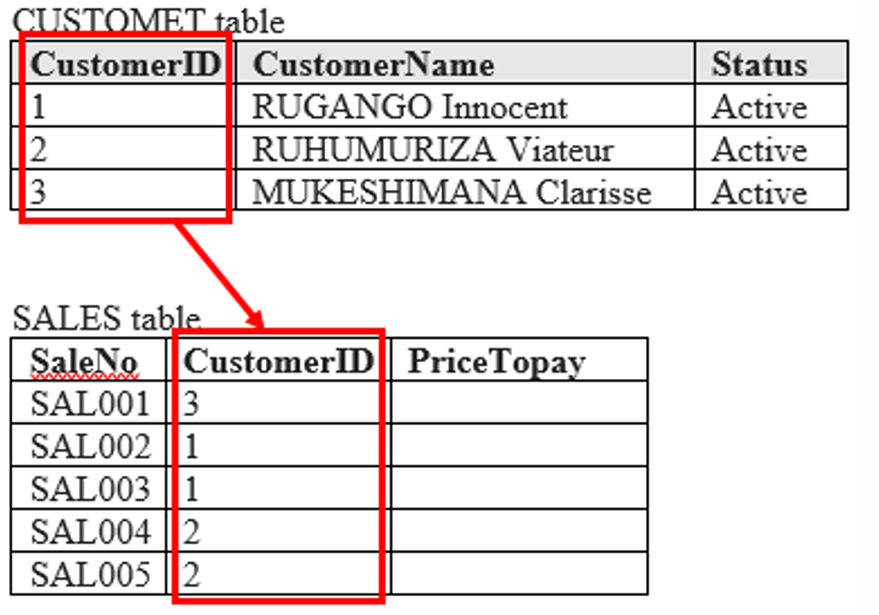 CUSTOMET table
CustomerID CustomerName Status
1 RUGANGO Innocent Active
2 RUHUMURIZA Viateur Active
3 MUKESHIMANA Clarisse Active
SALES table
SaleNo CustomerID PriceTopay
SAL001 3
SAL002 1
SAL003 1
SAL004 2
SAL005 2